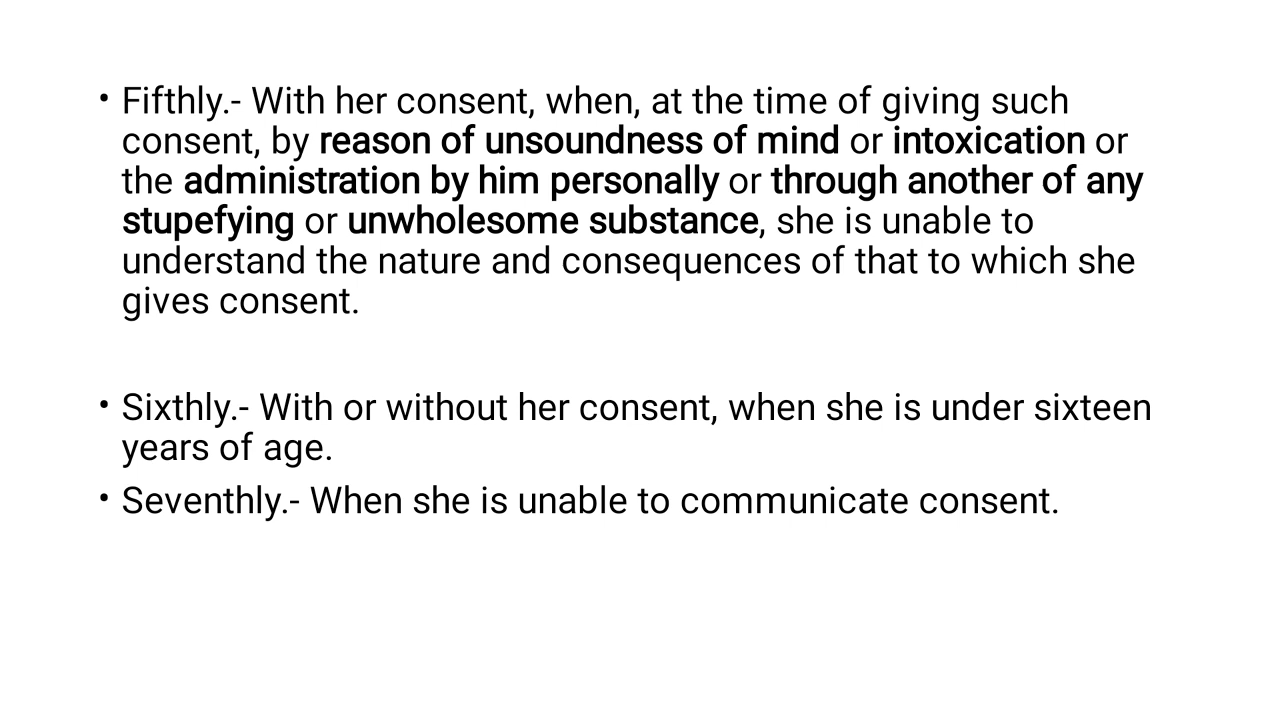 • Fifthly.- With her consent, when, at the time of giving such
consent, by reason of unsoundness of mind or intoxication or
the administration by him personally or through another of any
stupefying or unwholesome substance, she is unable to
understand the nature and consequences of that to which she
gives consent.
• Sixthly.- With or without her consent, when she is under sixteen
years of age.
• Seventhly.- When she is unable to communicate consent.